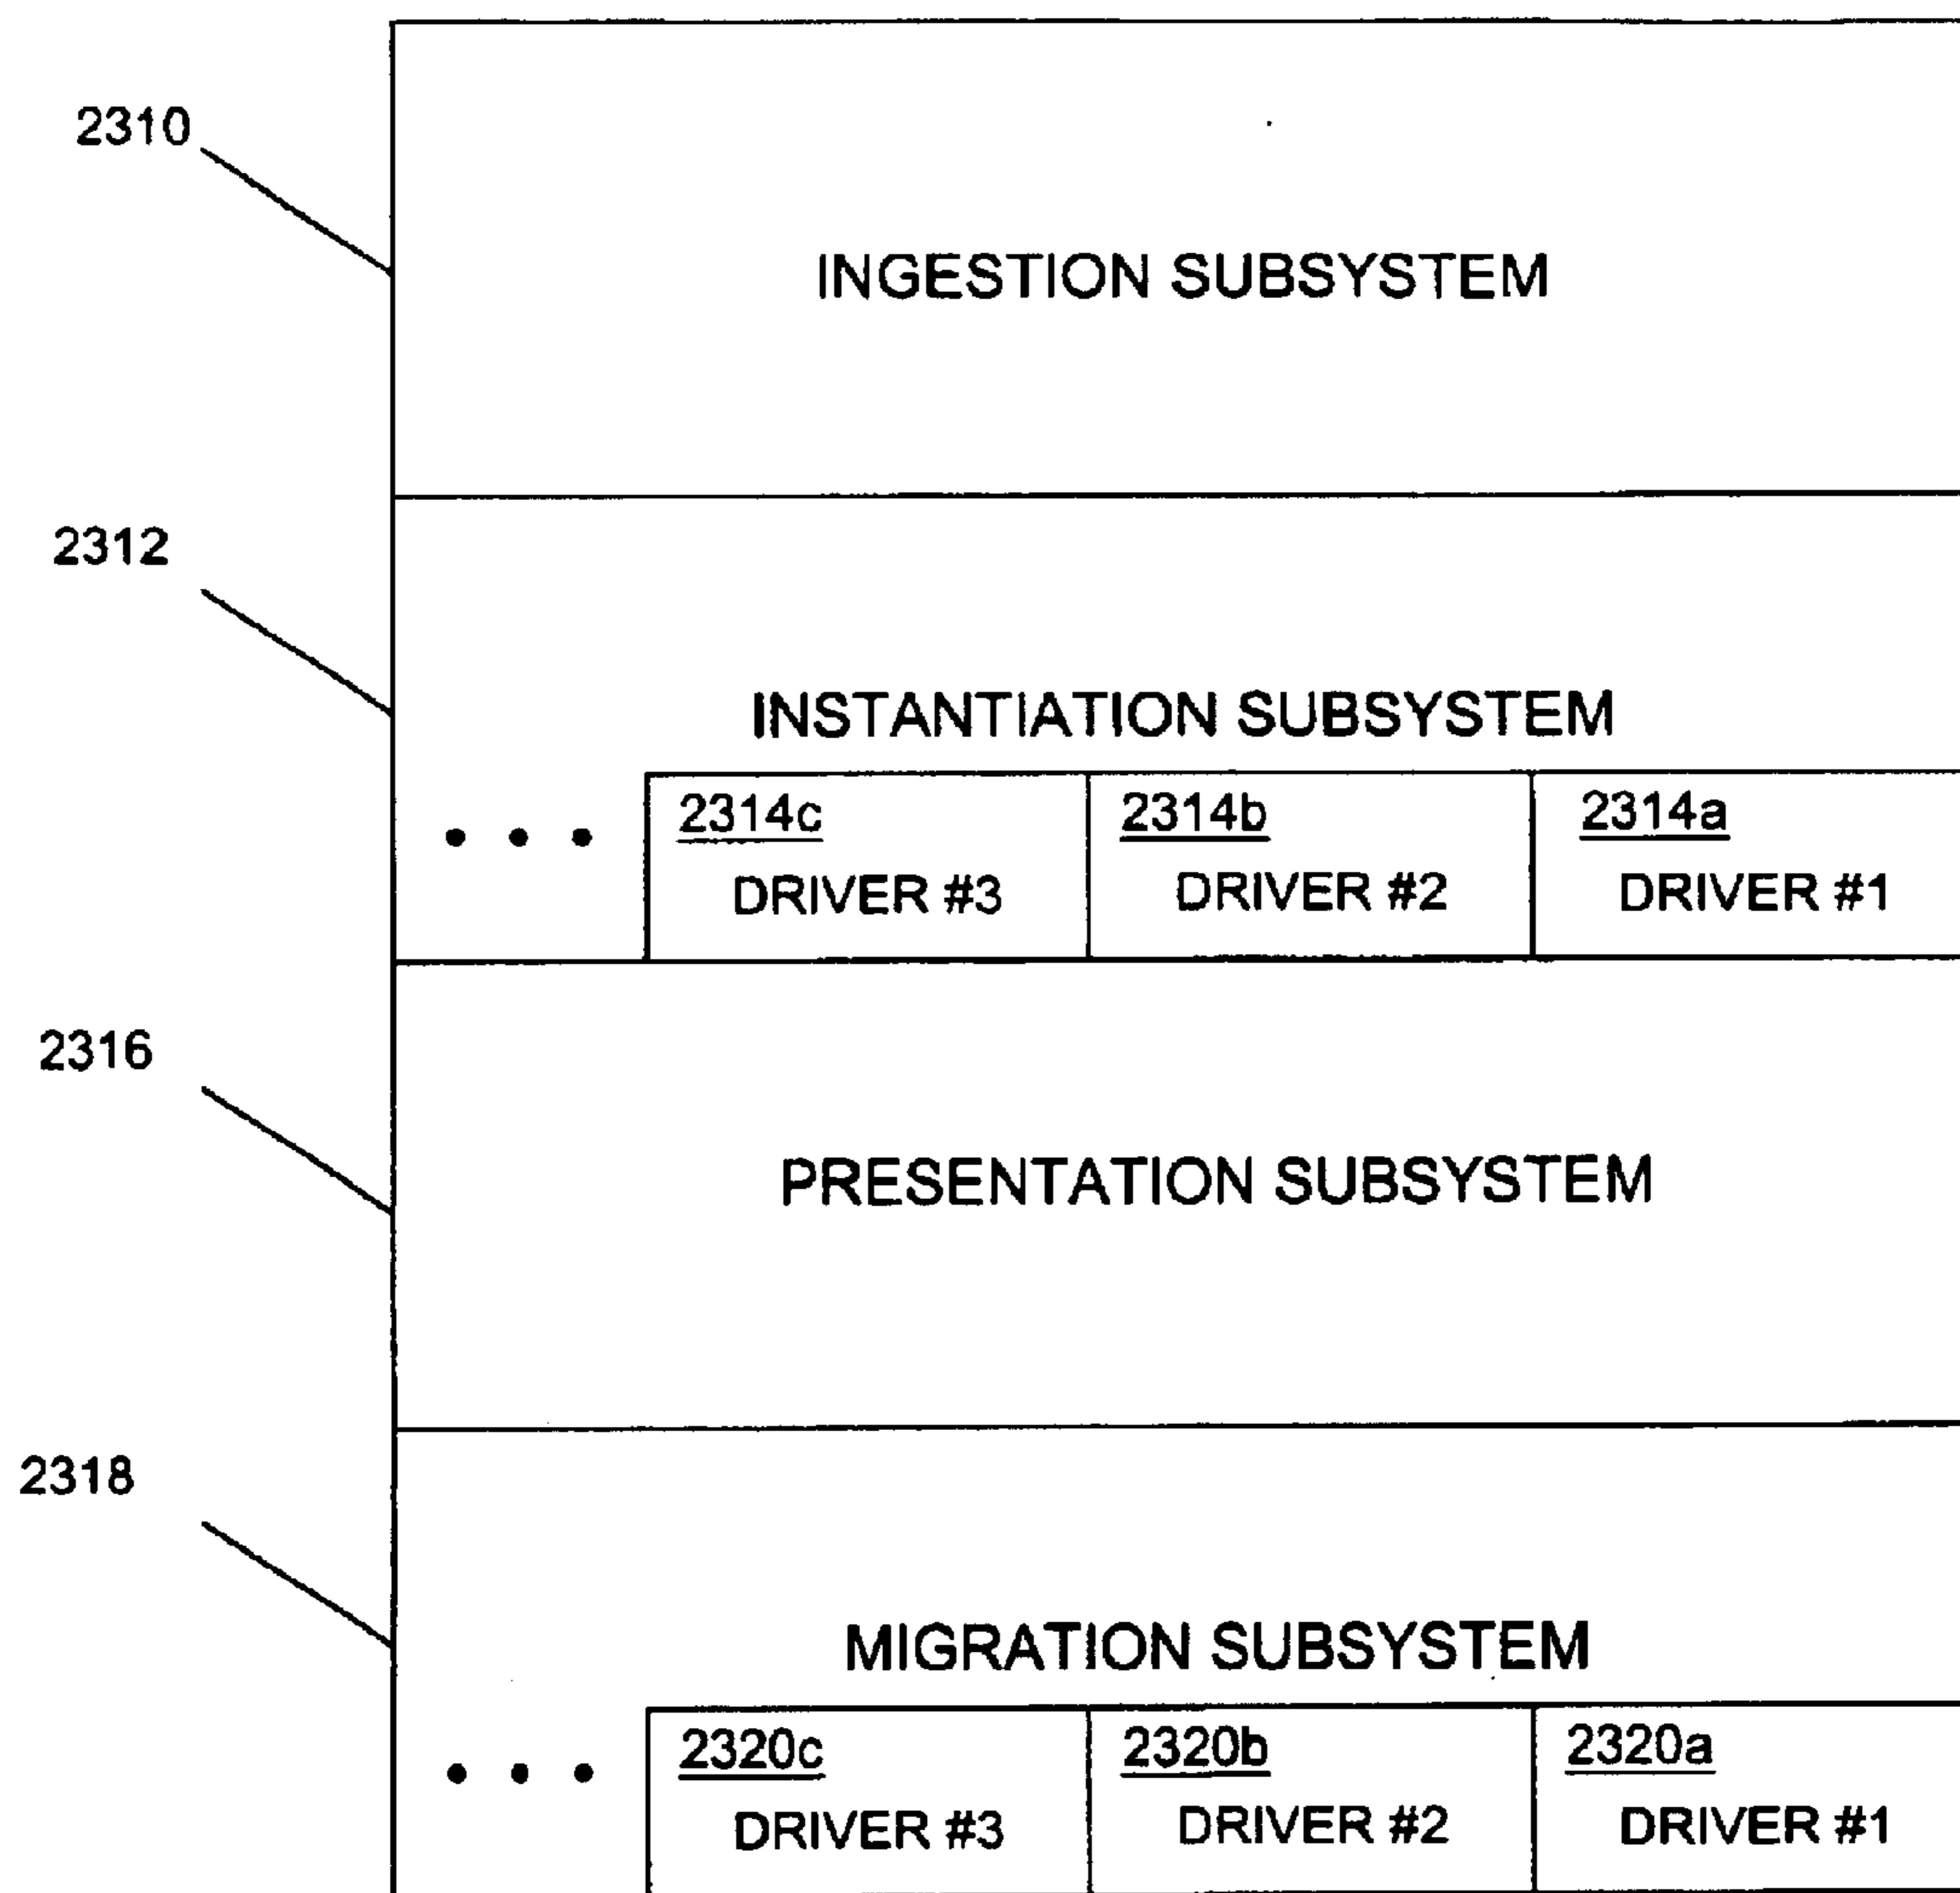 2310
INGESTION SUBSYSTEM
2312
INSTANTIATION SUBSYSTEM
• • •
2314c
DRIVER #3
2314b
DRIVER #2
2314a
DRIVER #1
2316
PRESENTATION SUBSYSTEM
2318
MIGRATION SUBSYSTEM
• • •
2320c
DRIVER #3
2320b
DRIVER #2
2320a
DRIVER #1